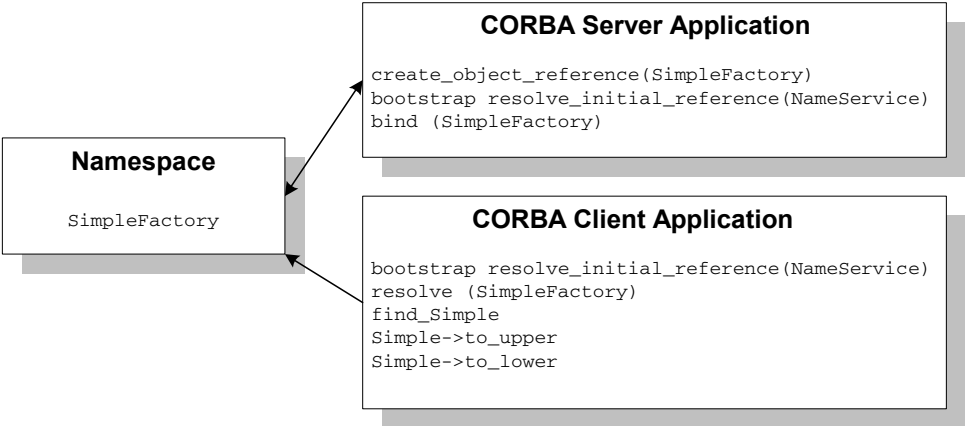 CORBA Server Application
create_object_reference(SimpleFactory)
bootstrap resolve_initial_reference(NameService)
bind (SimpleFactory)
Namespace
SimpleFactory
CORBA Client Application
bootstrap resolve_initial_reference(NameService)
resolve (SimpleFactory)
find_Simple
Simple->to_upper
Simple->to_lower